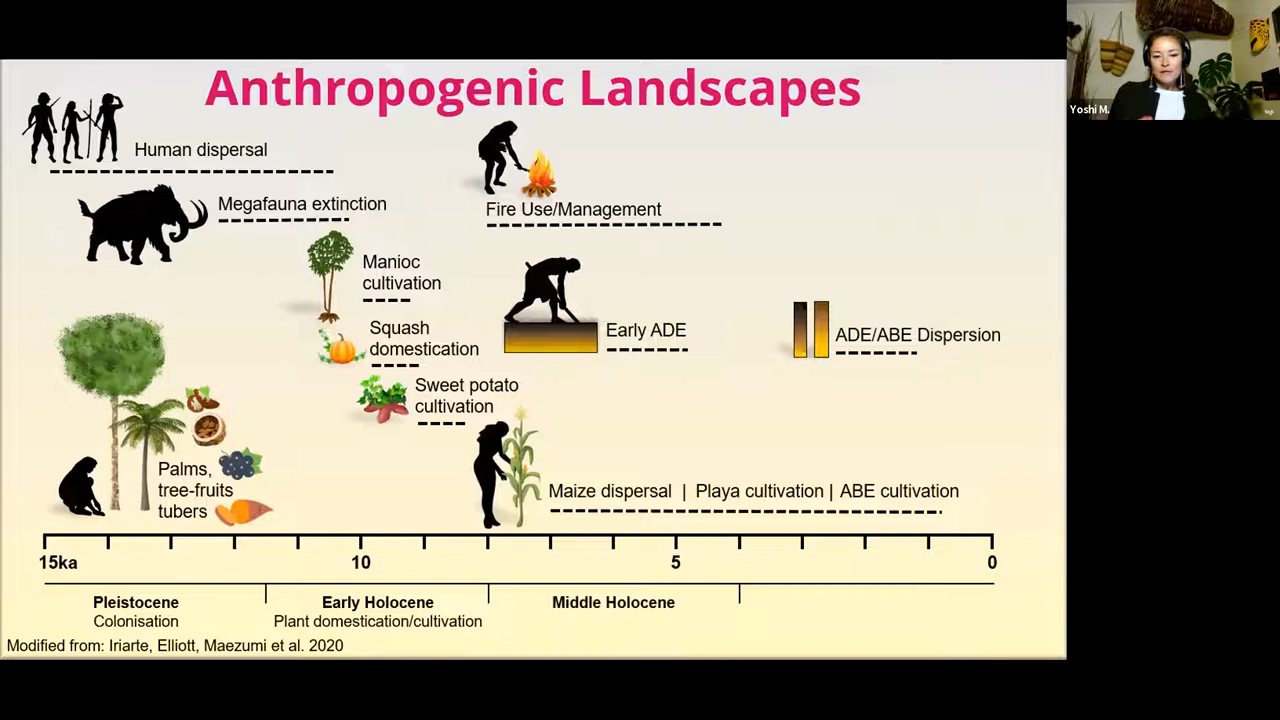 Anthropogenic Landscapes
Yoshi M.
Human dispersal
Megafauna extinction
Fire Use/Management
Manioc
cultivation
Squash
domestication
Early ADE
ADE/ABE Dispersion
Sweet potato
cultivation
Palms,
tree-fruits
tubers
Maize dispersal | Playa cultivation | ABE cultivation
15ka 10 5 0
Pleistocene
Colonisation
Early Holocene
Plant domestication/cultivation
Middle Holocene
Modified from: Iriarte, Elliott, Maezumi et al. 2020